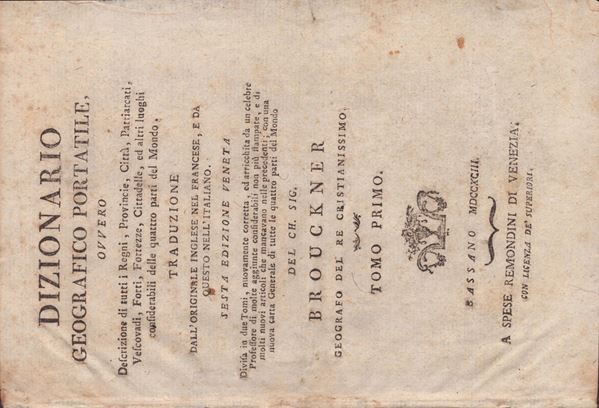 DIZIONARIO
GEOGRAFICO PORTATILE,
OVVERO
Deſcrizione di tutti i Regni, Provincie, Città, Patriarcati,
Veſcovadi, Forti, Fortezze, Cittadelle, ed altri luoghi
conſiderabili delle quattro parti del Mondo.
TRADUZIONE
DALL'ORIGINALE INGLESE NEL FRANCESE, E DA
QUESTO NELL'ITALIANO.
SESTA EDIZIONE VENETA
Diviſa in due Tomi, nuovamente corretta, ed arricchita da un celebre
Profeſſore di molte aggiunte conſiderabili non più ſtampate, e di
molti nuovi articoli che mancavano nelle precedenti; con una
nuova carta Generale di tutte le quattro parti del Mondo
DEL CH. SIG.
BROUCKNER
GEOGRAFO DEL RE CRISTIANISSIMO.
TOMO PRIMO.
BASSANO MDCCXCIII.
A SPESE REMONDINI DI VENEZIA;
CON LICENZA DE' SUPERIORI.